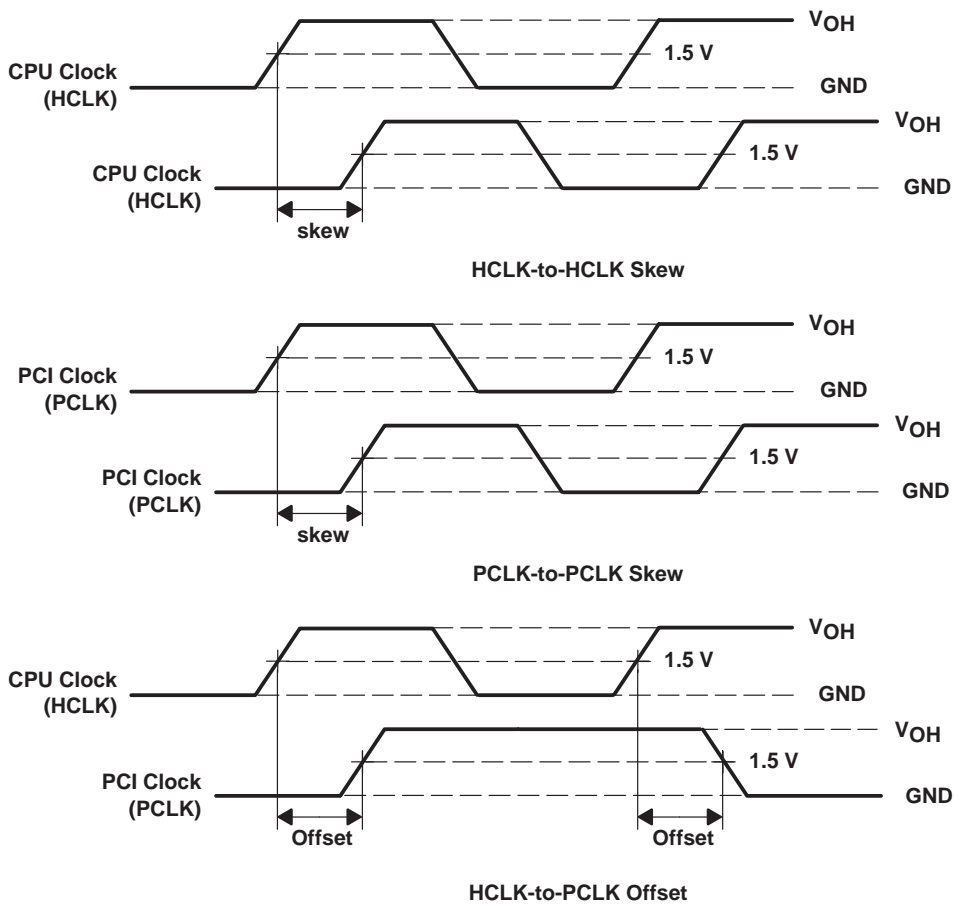 VOH
1.5 V
CPU Clock
(HCLK)
GND
VOH
1.5 V
CPU Clock
(HCLK)
GND
skew
HCLK-to-HCLK Skew
VOH
1.5 V
PCI Clock
(PCLK)
GND
VOH
1.5 V
PCI Clock
(PCLK)
GND
skew
PCLK-to-PCLK Skew
VOH
1.5 V
CPU Clock
(HCLK)
GND
VOH
1.5 V
PCI Clock
(PCLK)
GND
Offset
Offset
HCLK-to-PCLK Offset